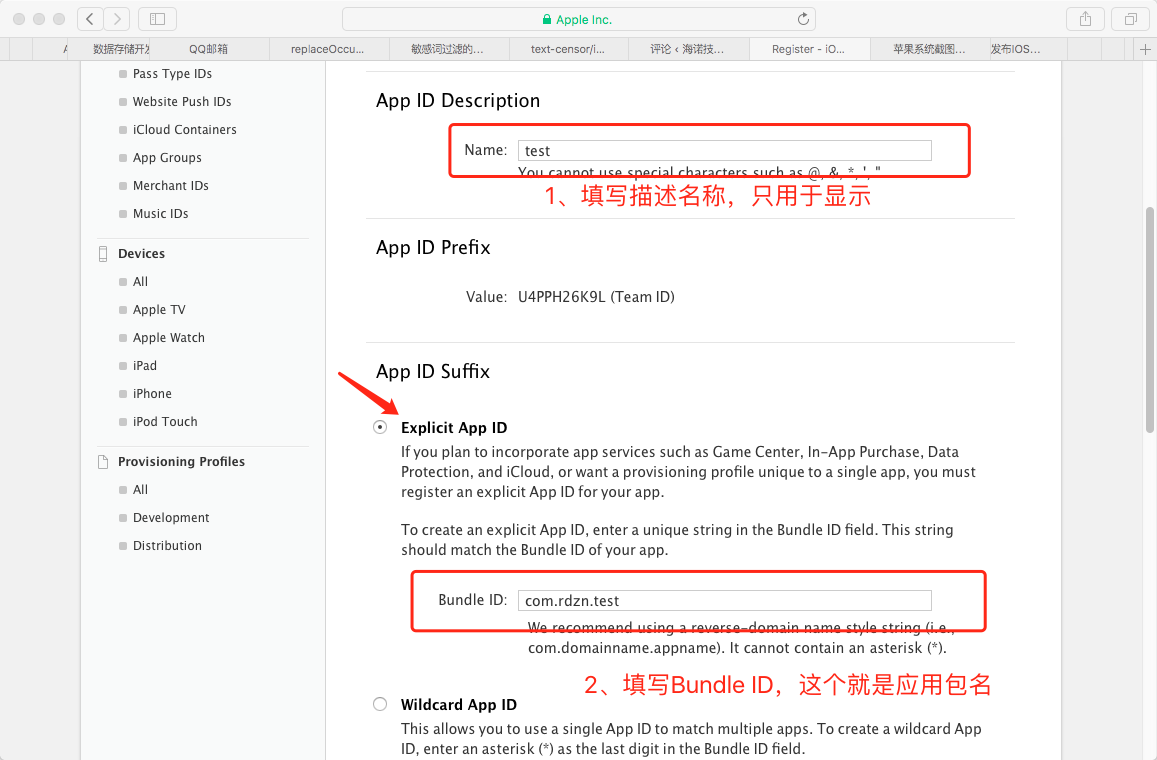 Apple Inc.
数据存储开发
QQ邮箱
replaceOccu...
敏感词过滤的...
text-censor/i...
评论 ‹ 海诺技...
Register - iO...
苹果系统截图...
发布IOS...
Pass Type IDs
Website Push IDs
iCloud Containers
App Groups
Merchant IDs
Music IDs
Devices
All
Apple TV
Apple Watch
iPad
iPhone
iPod Touch
Provisioning Profiles
All
Development
Distribution
App ID Description
Name: test
You cannot use special characters such as @, &, *, ', "
1、填写描述名称，只用于显示
App ID Prefix
Value: U4PPH26K9L (Team ID)
App ID Suffix
Explicit App ID
If you plan to incorporate app services such as Game Center, In-App Purchase, Data
Protection, and iCloud, or want a provisioning profile unique to a single app, you must
register an explicit App ID for your app.
To create an explicit App ID, enter a unique string in the Bundle ID field. This string
should match the Bundle ID of your app.
Bundle ID: com.rdzn.test
We recommend using a reverse-domain name style string (i.e.,
com.domainname.appname). It cannot contain an asterisk (*).
2、填写Bundle ID，这个就是应用包名
Wildcard App ID
This allows you to use a single App ID to match multiple apps. To create a wildcard App
ID, enter an asterisk (*) as the last digit in the Bundle ID field.